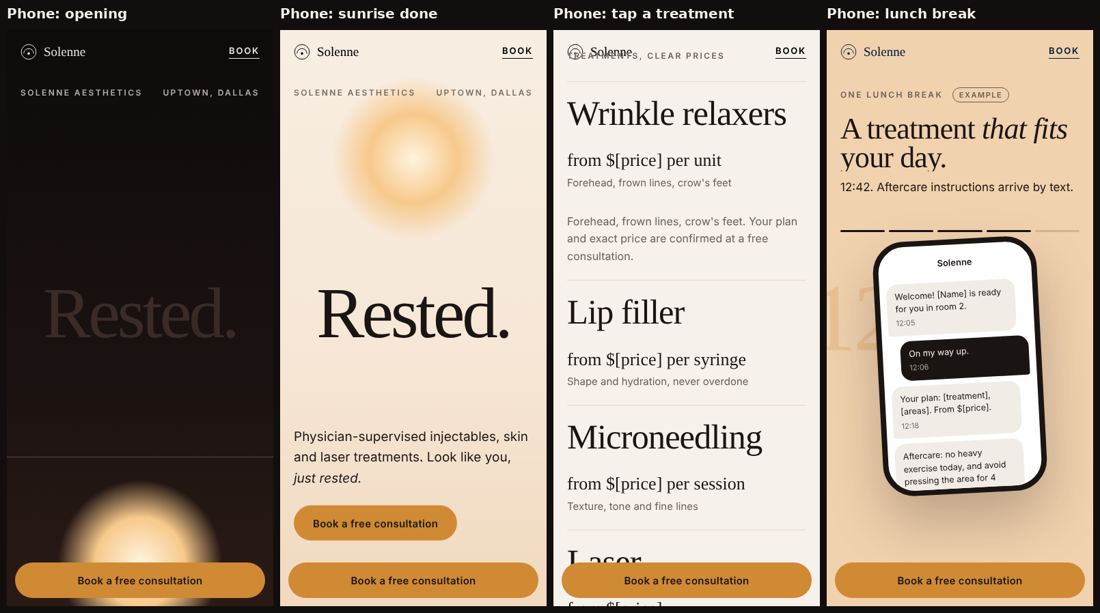 Phone: opening
Solenne
BOOK
SOLENNE AESTHETICS
UPTOWN, DALLAS
Rested.
Book a free consultation
Phone: sunrise done
Solenne
BOOK
SOLENNE AESTHETICS
UPTOWN, DALLAS
Rested.
Physician-supervised injectables, skin
and laser treatments. Look like you,
just rested.
Book a free consultation
Book a free consultation
Phone: tap a treatment
Solenne
BOOK
TREATMENTS, CLEAR PRICES
Wrinkle relaxers
from $[price] per unit
Forehead, frown lines, crow's feet
Forehead, frown lines, crow's feet. Your plan
and exact price are confirmed at a free
consultation.
Lip filler
from $[price] per syringe
Shape and hydration, never overdone
Microneedling
from $[price] per session
Texture, tone and fine lines
Laser
Book a free consultation
from $[price]
Phone: lunch break
Solenne
BOOK
ONE LUNCH BREAK
EXAMPLE
A treatment that fits
your day.
12:42. Aftercare instructions arrive by text.
12
Solenne
Welcome! [Name] is ready
for you in room 2.
12:05
On my way up.
12:06
Your plan: [treatment],
[areas]. From $[price].
12:18
Aftercare: no heavy
exercise today, and avoid
pressing the area for 4
Book a free consultation